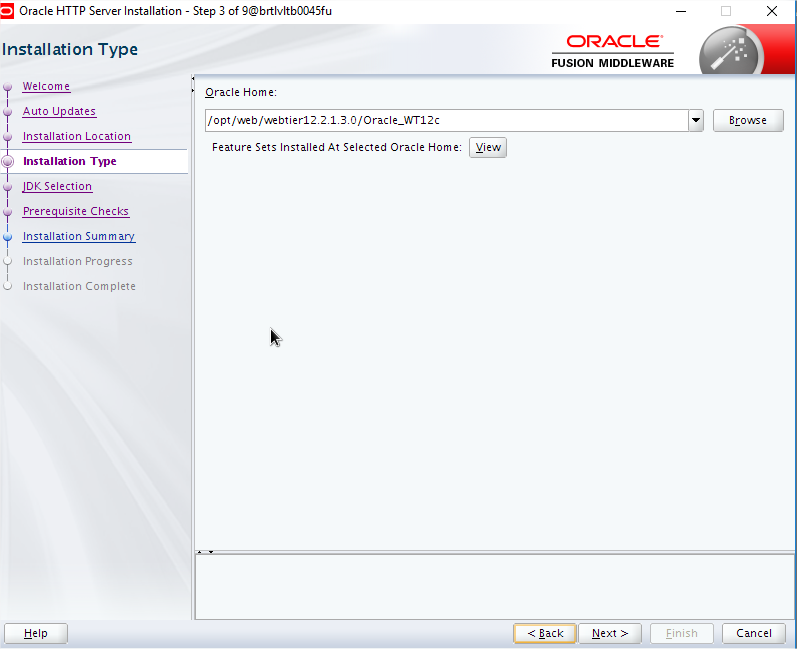 Oracle HTTP Server Installation - Step 3 of 9@brtlvltb0045fu
Installation Type
ORACLE
FUSION MIDDLEWARE
Welcome
Auto Updates
Installation Location
Installation Type
JDK Selection
Prerequisite Checks
Installation Summary
Installation Progress
Installation Complete
Oracle Home:
/opt/web/webtier12.2.1.3.0/Oracle_WT12c
Browse
Feature Sets Installed At Selected Oracle Home: View
Help
< Back
Next >
Finish
Cancel